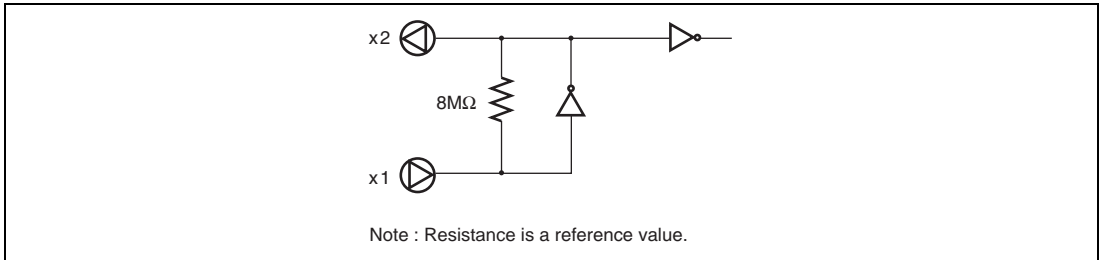 x2
8MΩ
x1
Note : Resistance is a reference value.